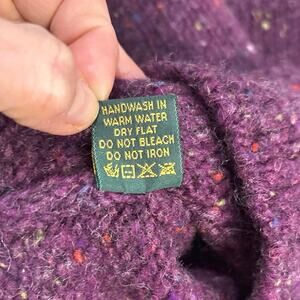 HANDWASH IN
WARM WATER
DRY FLAT
DO NOT BLEACH
DO NOT IRON